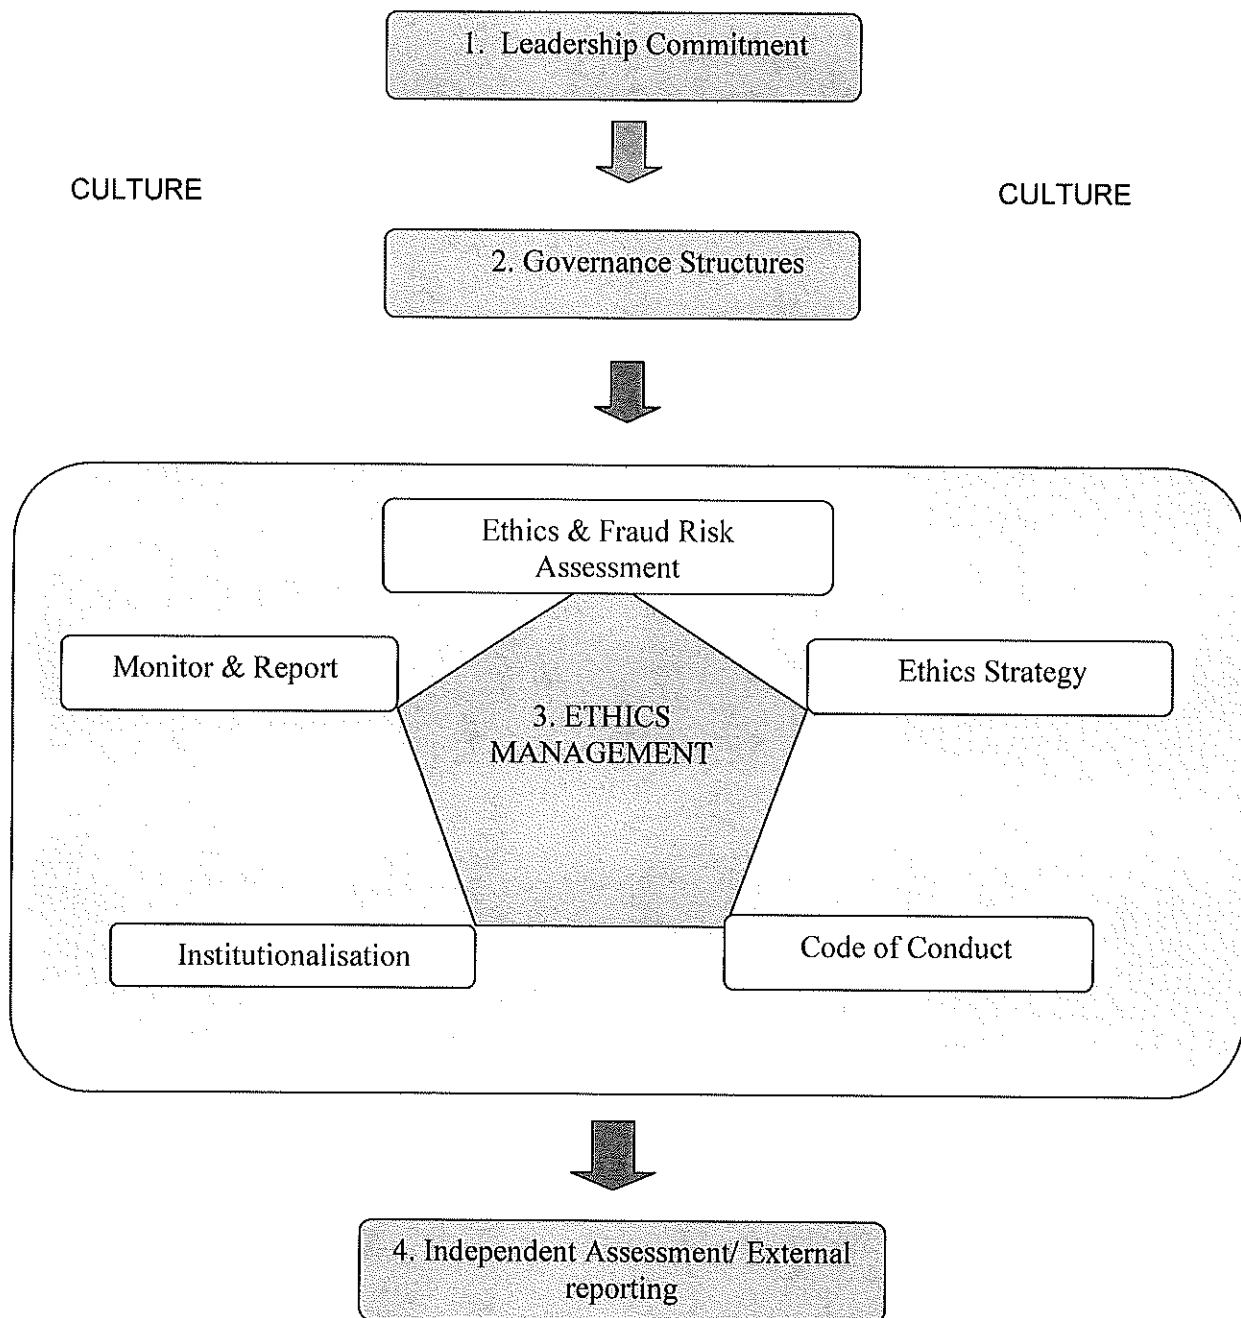 1. Leadership Commitment
CULTURE
CULTURE
2. Governance Structures
Ethics & Fraud Risk
Assessment
Monitor & Report
Ethics Strategy
3. ETHICS
MANAGEMENT
Institutionalisation
Code of Conduct
4. Independent Assessment/ External
reporting